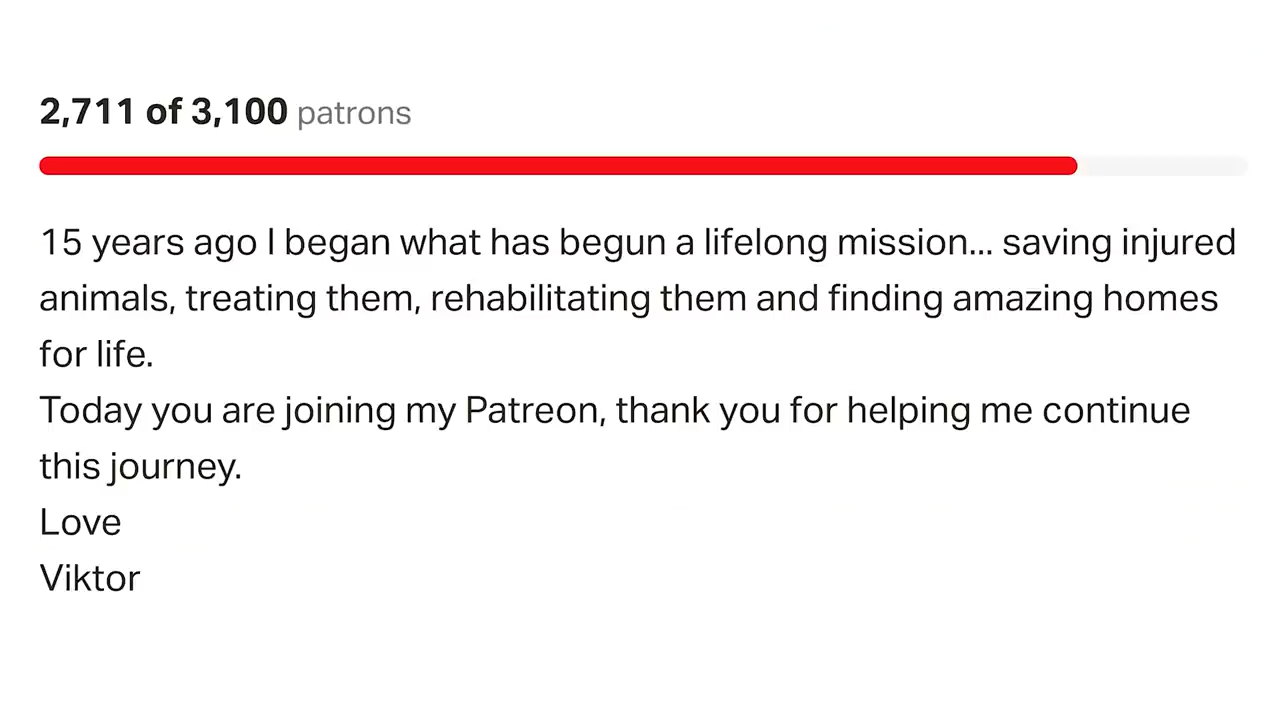 2,711 of 3,100 patrons
15 years ago I began what has begun a lifelong mission... saving injured
animals, treating them, rehabilitating them and finding amazing homes
for life.
Today you are joining my Patreon, thank you for helping me continue
this journey.
Love
Viktor